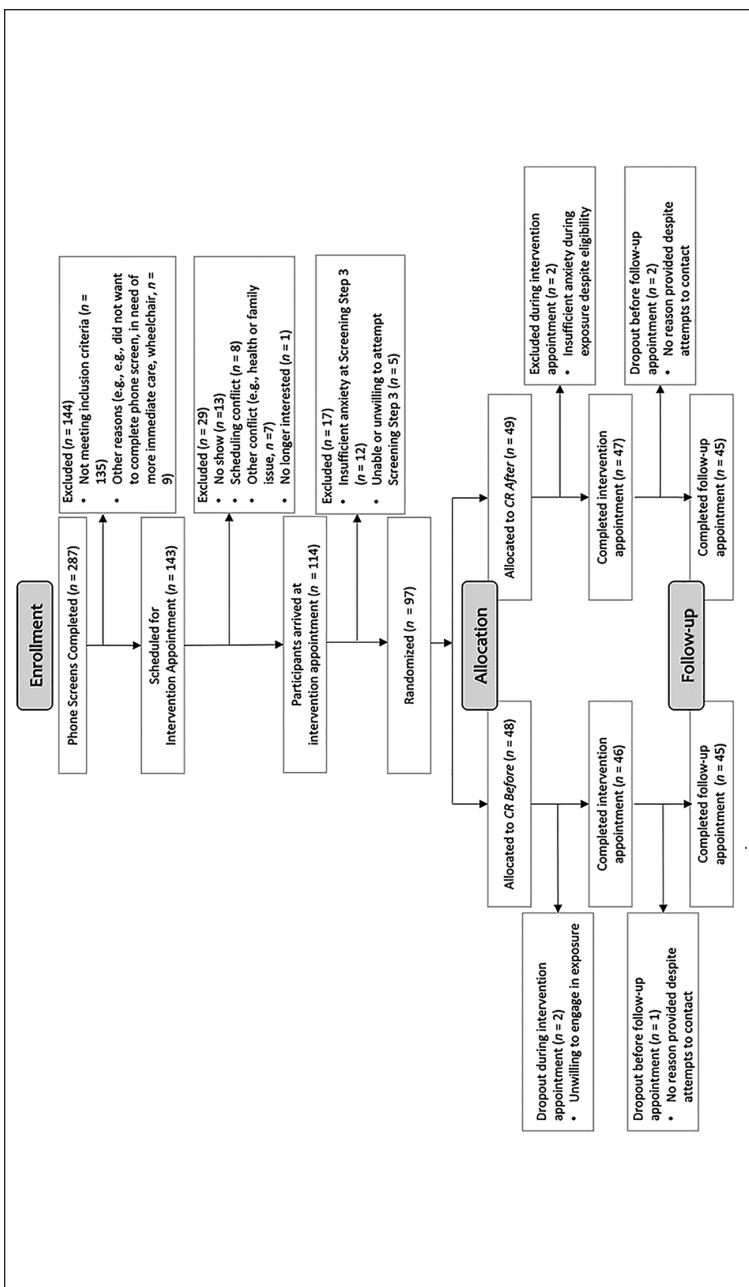 Enrollment
Phone Screens Completed (n = 287)
Excluded (n = 144)
• Not meeting inclusion criteria (n =
135)
• Other reasons (e.g., e.g., did not want
to complete phone screen, in need of
more immediate care, wheelchair, n =
9)
Scheduled for
Intervention Appointment (n = 143)
Excluded (n = 29)
• No show (n =13)
• Scheduling conflict (n = 8)
• Other conflict (e.g., health or family
issue, n =7)
• No longer interested (n = 1)
Participants arrived at
intervention appointment (n = 114)
Excluded (n = 17)
• Insufficient anxiety at Screening Step 3
(n = 12)
• Unable or unwilling to attempt
Screening Step 3 (n = 5)
Randomized (n = 97)
Allocation
Allocated to CR Before (n = 48)
Allocated to CR After (n = 49)
Dropout during intervention
appointment (n = 2)
• Unwilling to engage in exposure
Excluded during intervention
appointment (n = 2)
• Insufficient anxiety during
exposure despite eligibility
Completed intervention
appointment (n = 46)
Completed intervention
appointment (n = 47)
Dropout before follow-up
appointment (n = 1)
• No reason provided despite
attempts to contact
Dropout before follow-up
appointment (n = 2)
• No reason provided despite
attempts to contact
Follow-up
Completed follow-up
appointment (n = 45)
Completed follow-up
appointment (n = 45)